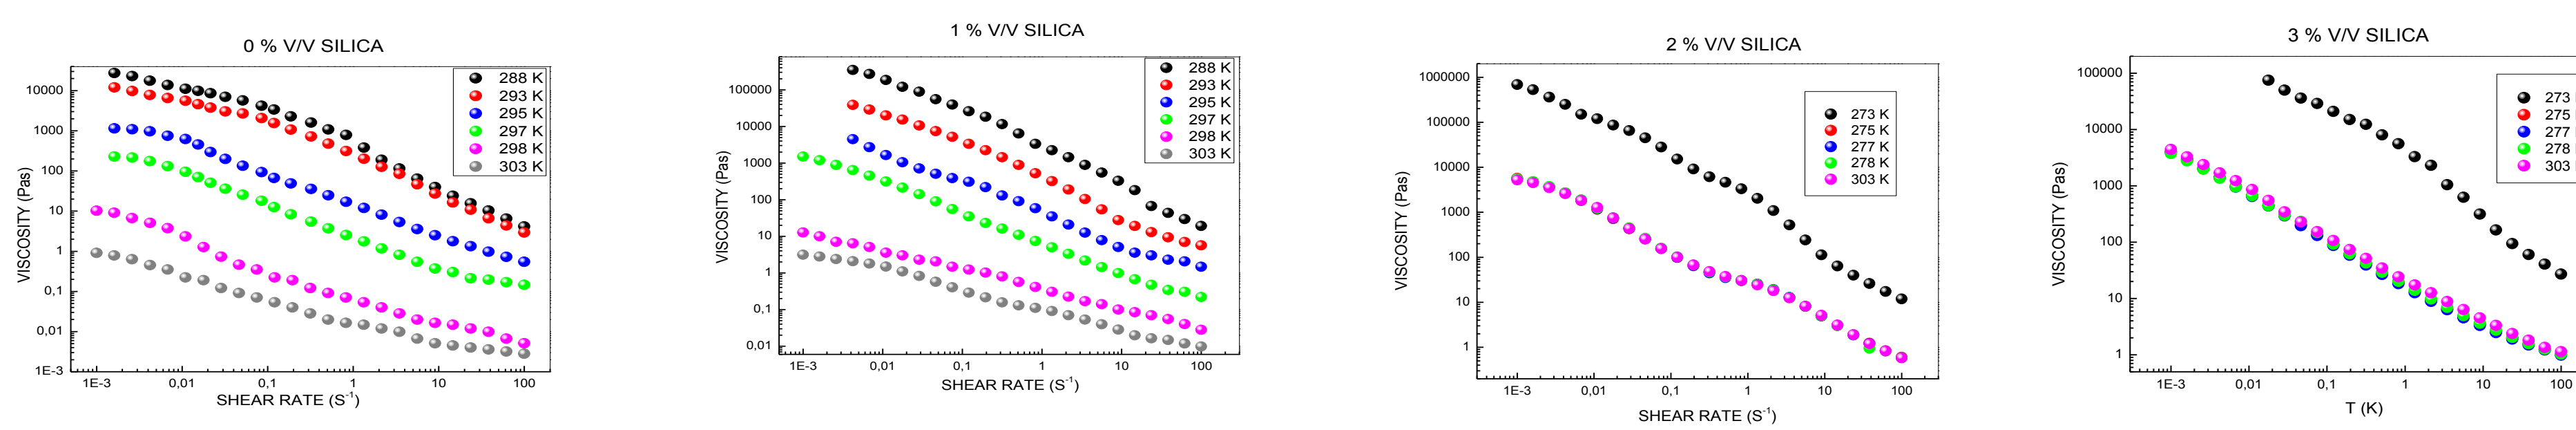 0 % V/V SILICA
VISCOSITY (Pas)
10000
1000
100
10
1
0,1
0,01
1E-3
288 K
293 K
295 K
297 K
298 K
303 K
1E-3 0,01 0,1 1 10 100
SHEAR RATE (S⁻¹)
1 % V/V SILICA
VISCOSITY (Pas)
100000
10000
1000
100
10
1
0,1
0,01
288 K
293 K
295 K
297 K
298 K
303 K
1E-3 0,01 0,1 1 10 100
SHEAR RATE (S⁻¹)
2 % V/V SILICA
VISCOSITY (Pas)
1000000
100000
10000
1000
100
10
1
273 K
275 K
277 K
278 K
303 K
1E-3 0,01 0,1 1 10 100
SHEAR RATE (S⁻¹)
3 % V/V SILICA
VISCOSITY (Pas)
100000
10000
1000
100
10
1
273
275
277
278
303
1E-3 0,01 0,1 1 10 100
T (K)